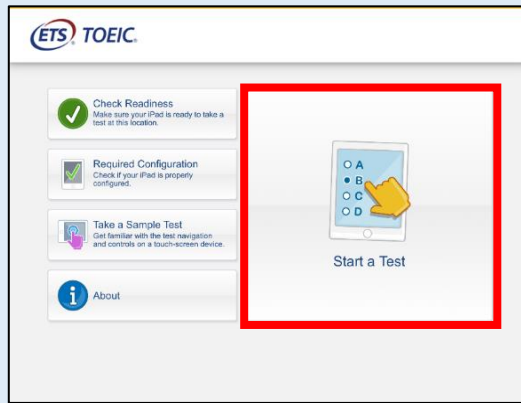 ETS TOEIC.
Check Readiness
Make sure your iPad is ready to take a
test at this location.
Required Configuration
Check if your iPad is properly
configured.
Take a Sample Test
Get familiar with the test navigation
and controls on a touch-screen device.
i About
A
B
C
D
Start a Test